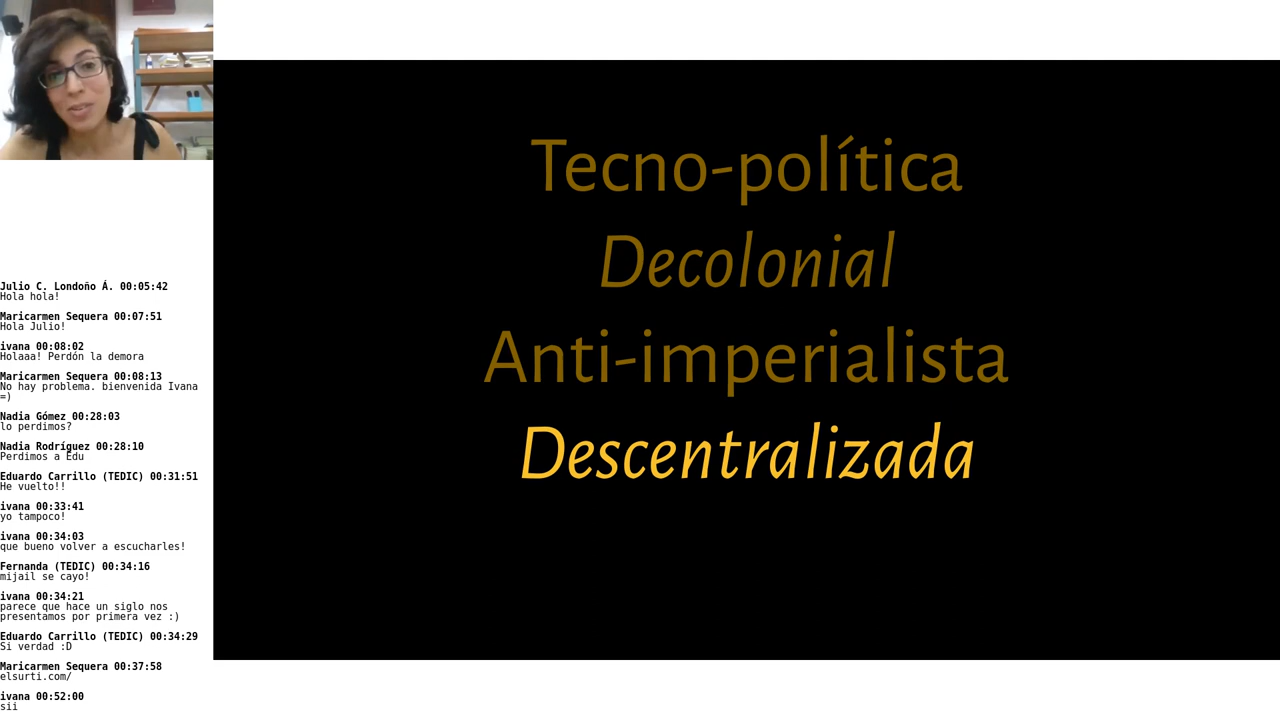 Tecno-política
Decolonial
Anti-imperialista
Descentralizada
Julio C. Londoño Á. 00:05:42
Hola hola!
Maricarmen Sequera 00:07:51
Hola Julio!
ivana 00:08:02
Holaaa! Perdón la demora
Maricarmen Sequera 00:08:13
No hay problema. bienvenida Ivana
=)
Nadia Gómez 00:28:03
lo perdimos?
Nadia Rodríguez 00:28:10
Perdimos a Edu
Eduardo Carrillo (TEDIC) 00:31:51
He vuelto!!
ivana 00:33:41
yo tampoco!
ivana 00:34:03
que bueno volver a escucharles!
Fernanda (TEDIC) 00:34:16
mijail se cayo!
ivana 00:34:21
parece que hace un siglo nos
presentamos por primera vez :)
Eduardo Carrillo (TEDIC) 00:34:29
Si verdad :D
Maricarmen Sequera 00:37:58
elsurti.com/
ivana 00:52:00
sii